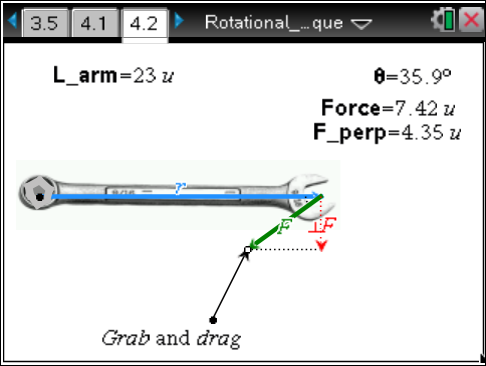 3.5 4.1 4.2 Rotational_...que
L_arm=23 u θ=35.9º
Force=7.42 u
F_perp=4.35 u
r
F ⊥F
Grab and drag